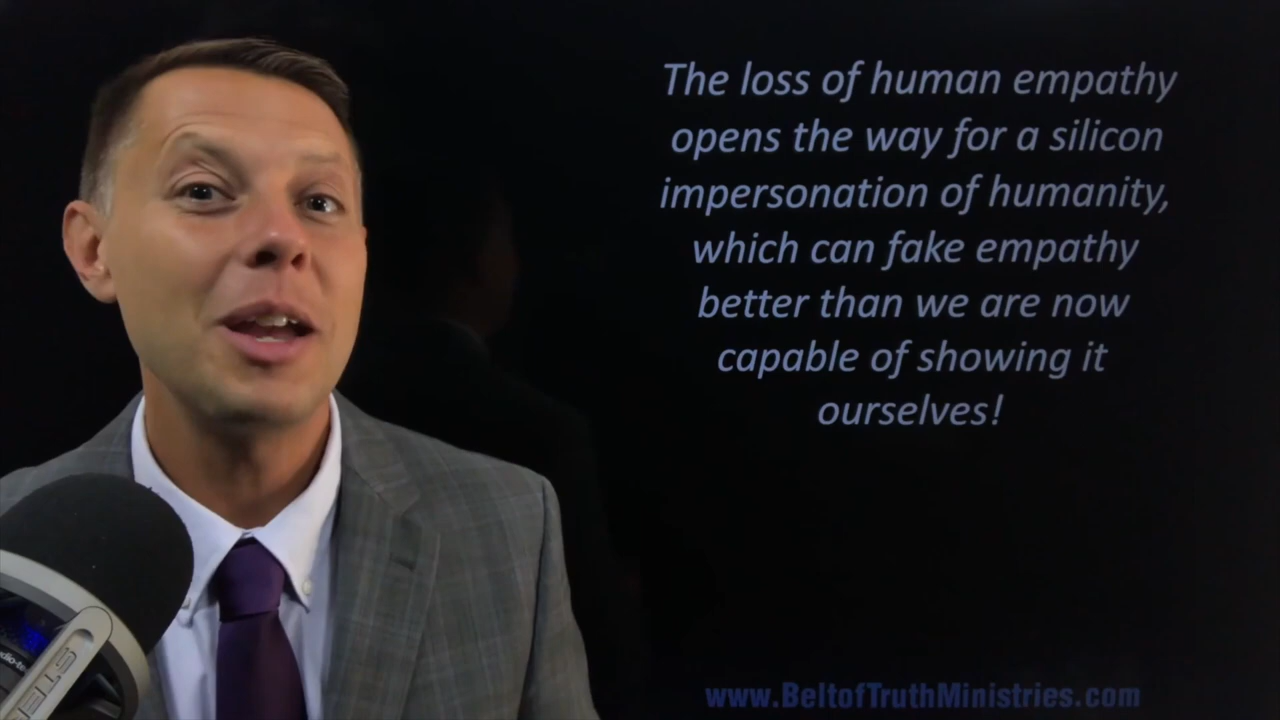 The loss of human empathy
opens the way for a silicon
impersonation of humanity,
which can fake empathy
better than we are now
capable of showing it
ourselves!
www.BeltofTruthMinistries.com